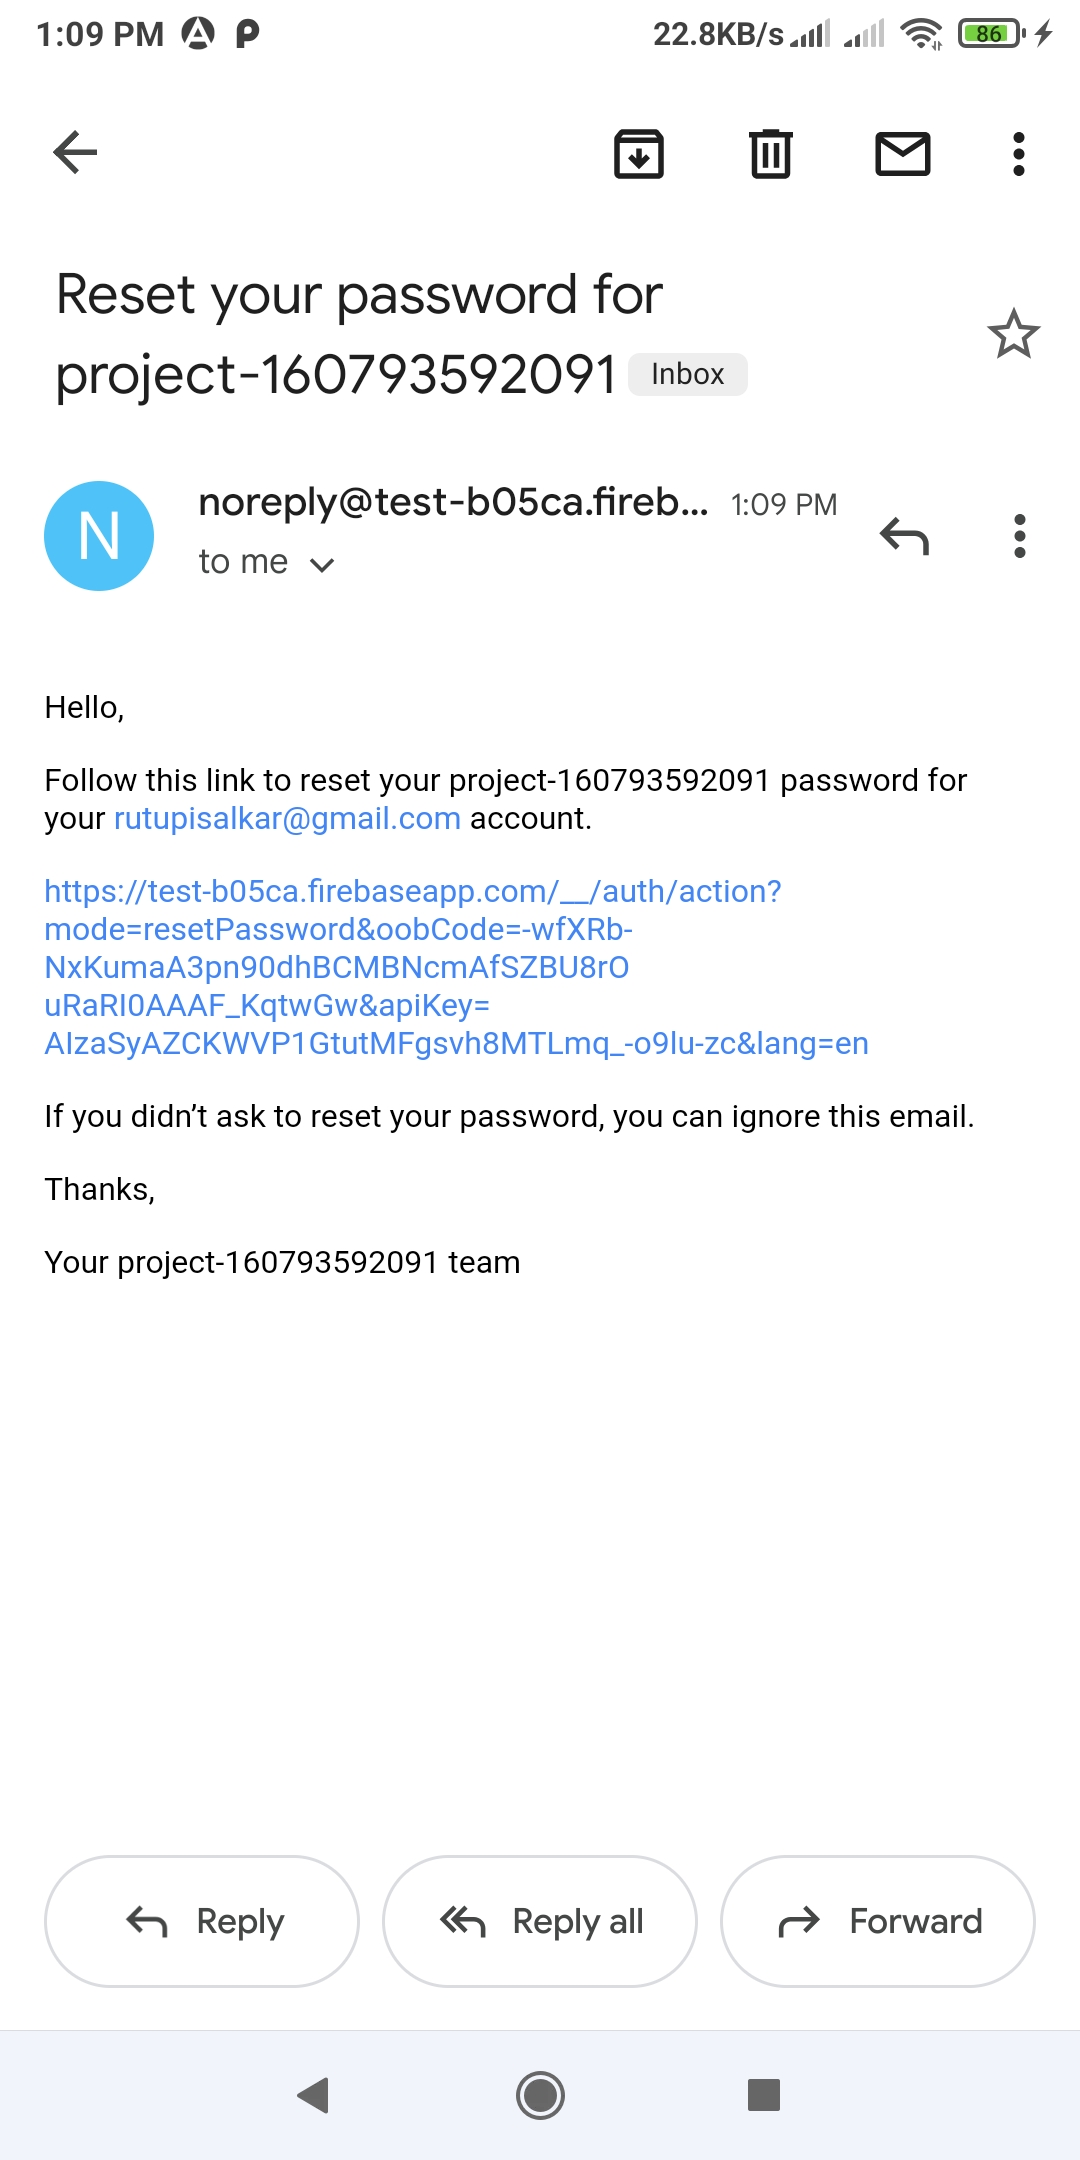 1:09 PM
22.8KB/s
86
Reset your password for
project-160793592091 Inbox
N
noreply@test-b05ca.fireb... 1:09 PM
to me
Hello,
Follow this link to reset your project-160793592091 password for
your rutupisalkar@gmail.com account.
https://test-b05ca.firebaseapp.com/__/auth/action?
mode=resetPassword&oobCode=-wfXRb-
NxKumaA3pn90dhBCMBNcmAfSZBU8rO
uRaRI0AAAF_KqtwGw&apiKey=
AIzaSyAZCKWVP1GtutMFgsvh8MTLmq_-o9lu-zc&lang=en
If you didn’t ask to reset your password, you can ignore this email.
Thanks,
Your project-160793592091 team
Reply
Reply all
Forward